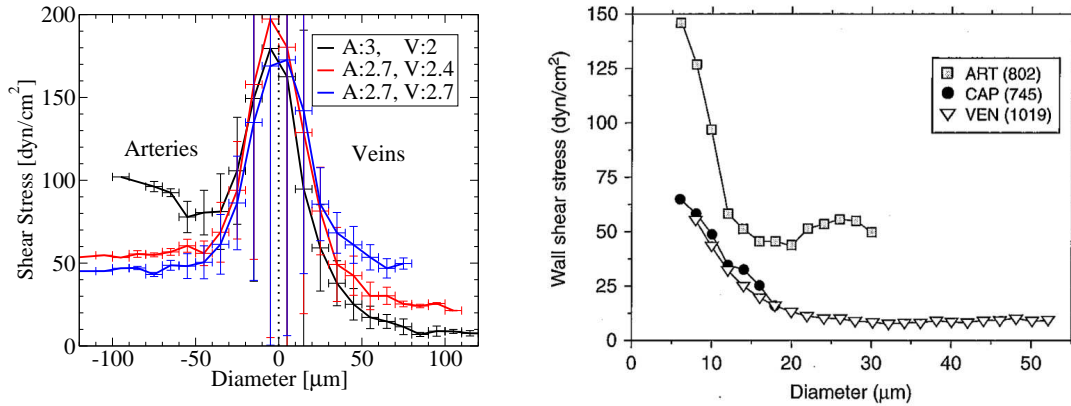 Shear Stress [dyn/cm²]
200
150
100
50
0
A:3, V:2
A:2.7, V:2.4
A:2.7, V:2.7
Arteries
Veins
-100
-50
0
50
100
Diameter [μm]
Wall shear stress (dyn/cm²)
150
125
100
75
50
25
0
ART (802)
CAP (745)
VEN (1019)
0
10
20
30
40
50
Diameter (μm)